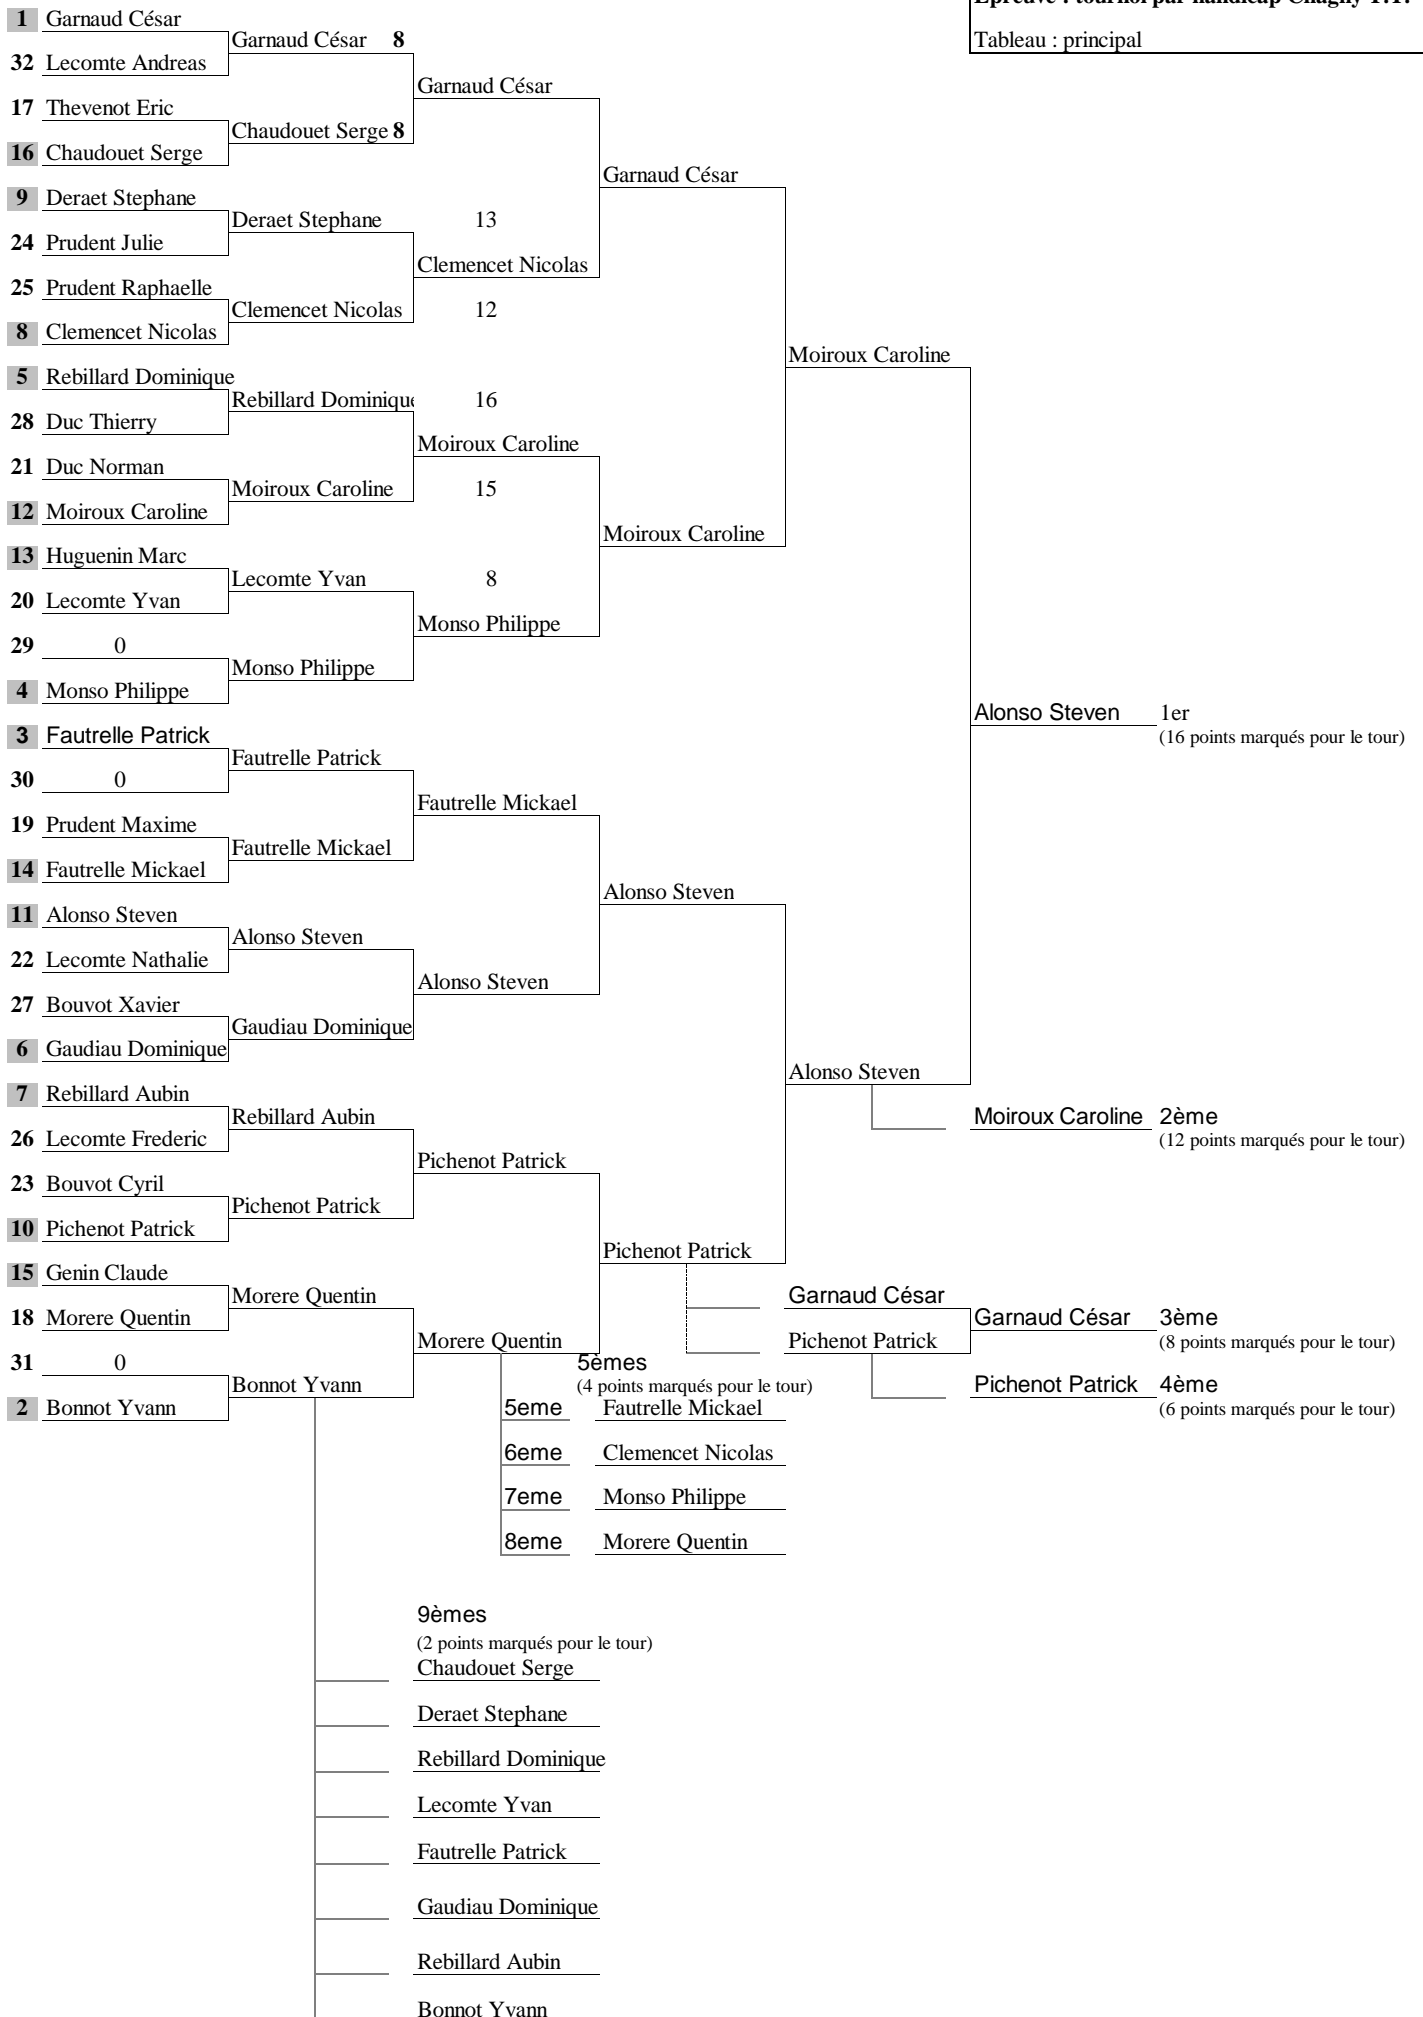 Epreuve : tournoi par handicap Chagny T.T.
Tableau : principal
1 Garnaud César
Garnaud César 8
32 Lecomte Andreas
Garnaud César
17 Thevenot Eric
Chaudouet Serge 8
16 Chaudouet Serge
Garnaud César
9 Deraet Stephane
Deraet Stephane 13
24 Prudent Julie
Clemencet Nicolas
25 Prudent Raphaelle
Clemencet Nicolas 12
8 Clemencet Nicolas
Moiroux Caroline
5 Rebillard Dominique
Rebillard Dominique 16
28 Duc Thierry
Moiroux Caroline
21 Duc Norman
Moiroux Caroline 15
12 Moiroux Caroline
Moiroux Caroline
13 Huguenin Marc
Lecomte Yvan 8
20 Lecomte Yvan
Monso Philippe
29 0
Monso Philippe
4 Monso Philippe
Alonso Steven 1er
(16 points marqués pour le tour)
3 Fautrelle Patrick
Fautrelle Patrick
30 0
Fautrelle Mickael
19 Prudent Maxime
Fautrelle Mickael
14 Fautrelle Mickael
Alonso Steven
11 Alonso Steven
Alonso Steven
22 Lecomte Nathalie
Alonso Steven
27 Bouvot Xavier
Gaudiau Dominique
6 Gaudiau Dominique
Alonso Steven
7 Rebillard Aubin
Rebillard Aubin
Moiroux Caroline 2ème
(12 points marqués pour le tour)
26 Lecomte Frederic
Pichenot Patrick
23 Bouvot Cyril
Pichenot Patrick
10 Pichenot Patrick
Pichenot Patrick
15 Genin Claude
Morere Quentin
Garnaud César
18 Morere Quentin
Garnaud César 3ème
(8 points marqués pour le tour)
Morere Quentin
Pichenot Patrick
31 0
5èmes
(4 points marqués pour le tour)
Bonnot Yvann
Pichenot Patrick 4ème
(6 points marqués pour le tour)
2 Bonnot Yvann
5eme Fautrelle Mickael
6eme Clemencet Nicolas
7eme Monso Philippe
8eme Morere Quentin
9èmes
(2 points marqués pour le tour)
Chaudouet Serge
Deraet Stephane
Rebillard Dominique
Lecomte Yvan
Fautrelle Patrick
Gaudiau Dominique
Rebillard Aubin
Bonnot Yvann